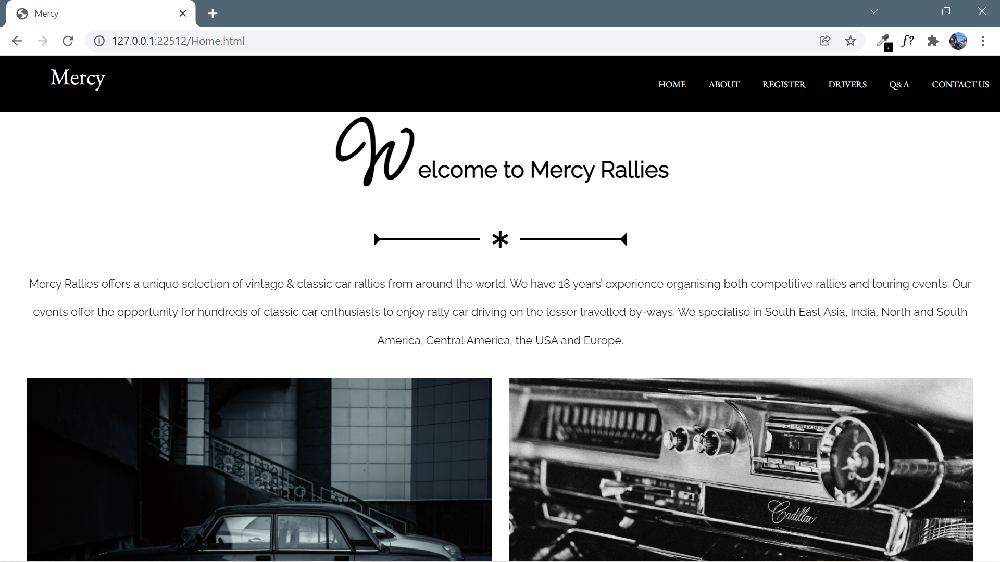 Mercy
127.0.0.1:22512/Home.html
f?
Mercy
HOME ABOUT REGISTER DRIVERS Q&A CONTACT US
Welcome to Mercy Rallies
Mercy Rallies offers a unique selection of vintage & classic car rallies from around the world. We have 18 years’ experience organising both competitive rallies and touring events. Our
events offer the opportunity for hundreds of classic car enthusiasts to enjoy rally car driving on the lesser travelled by-ways. We specialise in South East Asia, India, North and South
America, Central America, the USA and Europe.
Cadillac